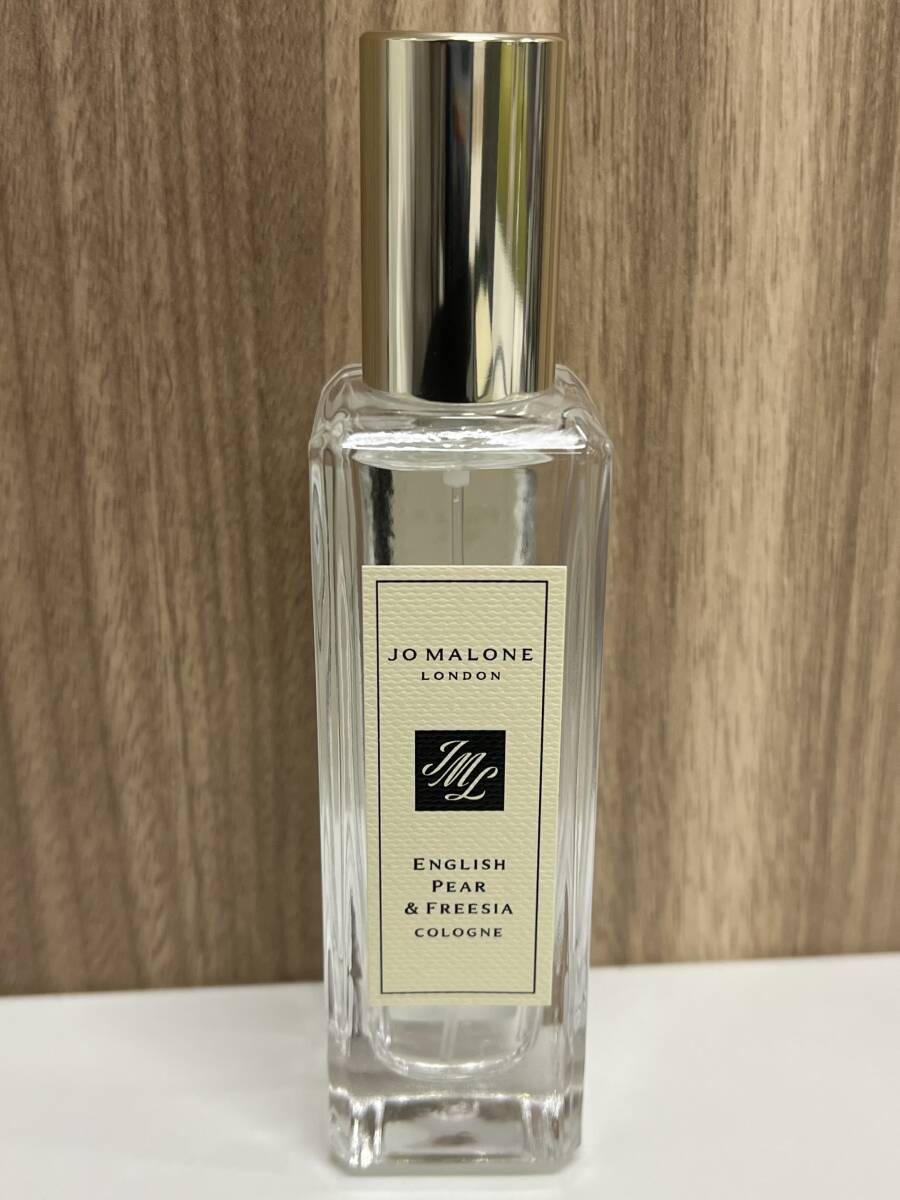 JO MALONE
LONDON
JML
ENGLISH
PEAR
& FREESIA
COLOGNE